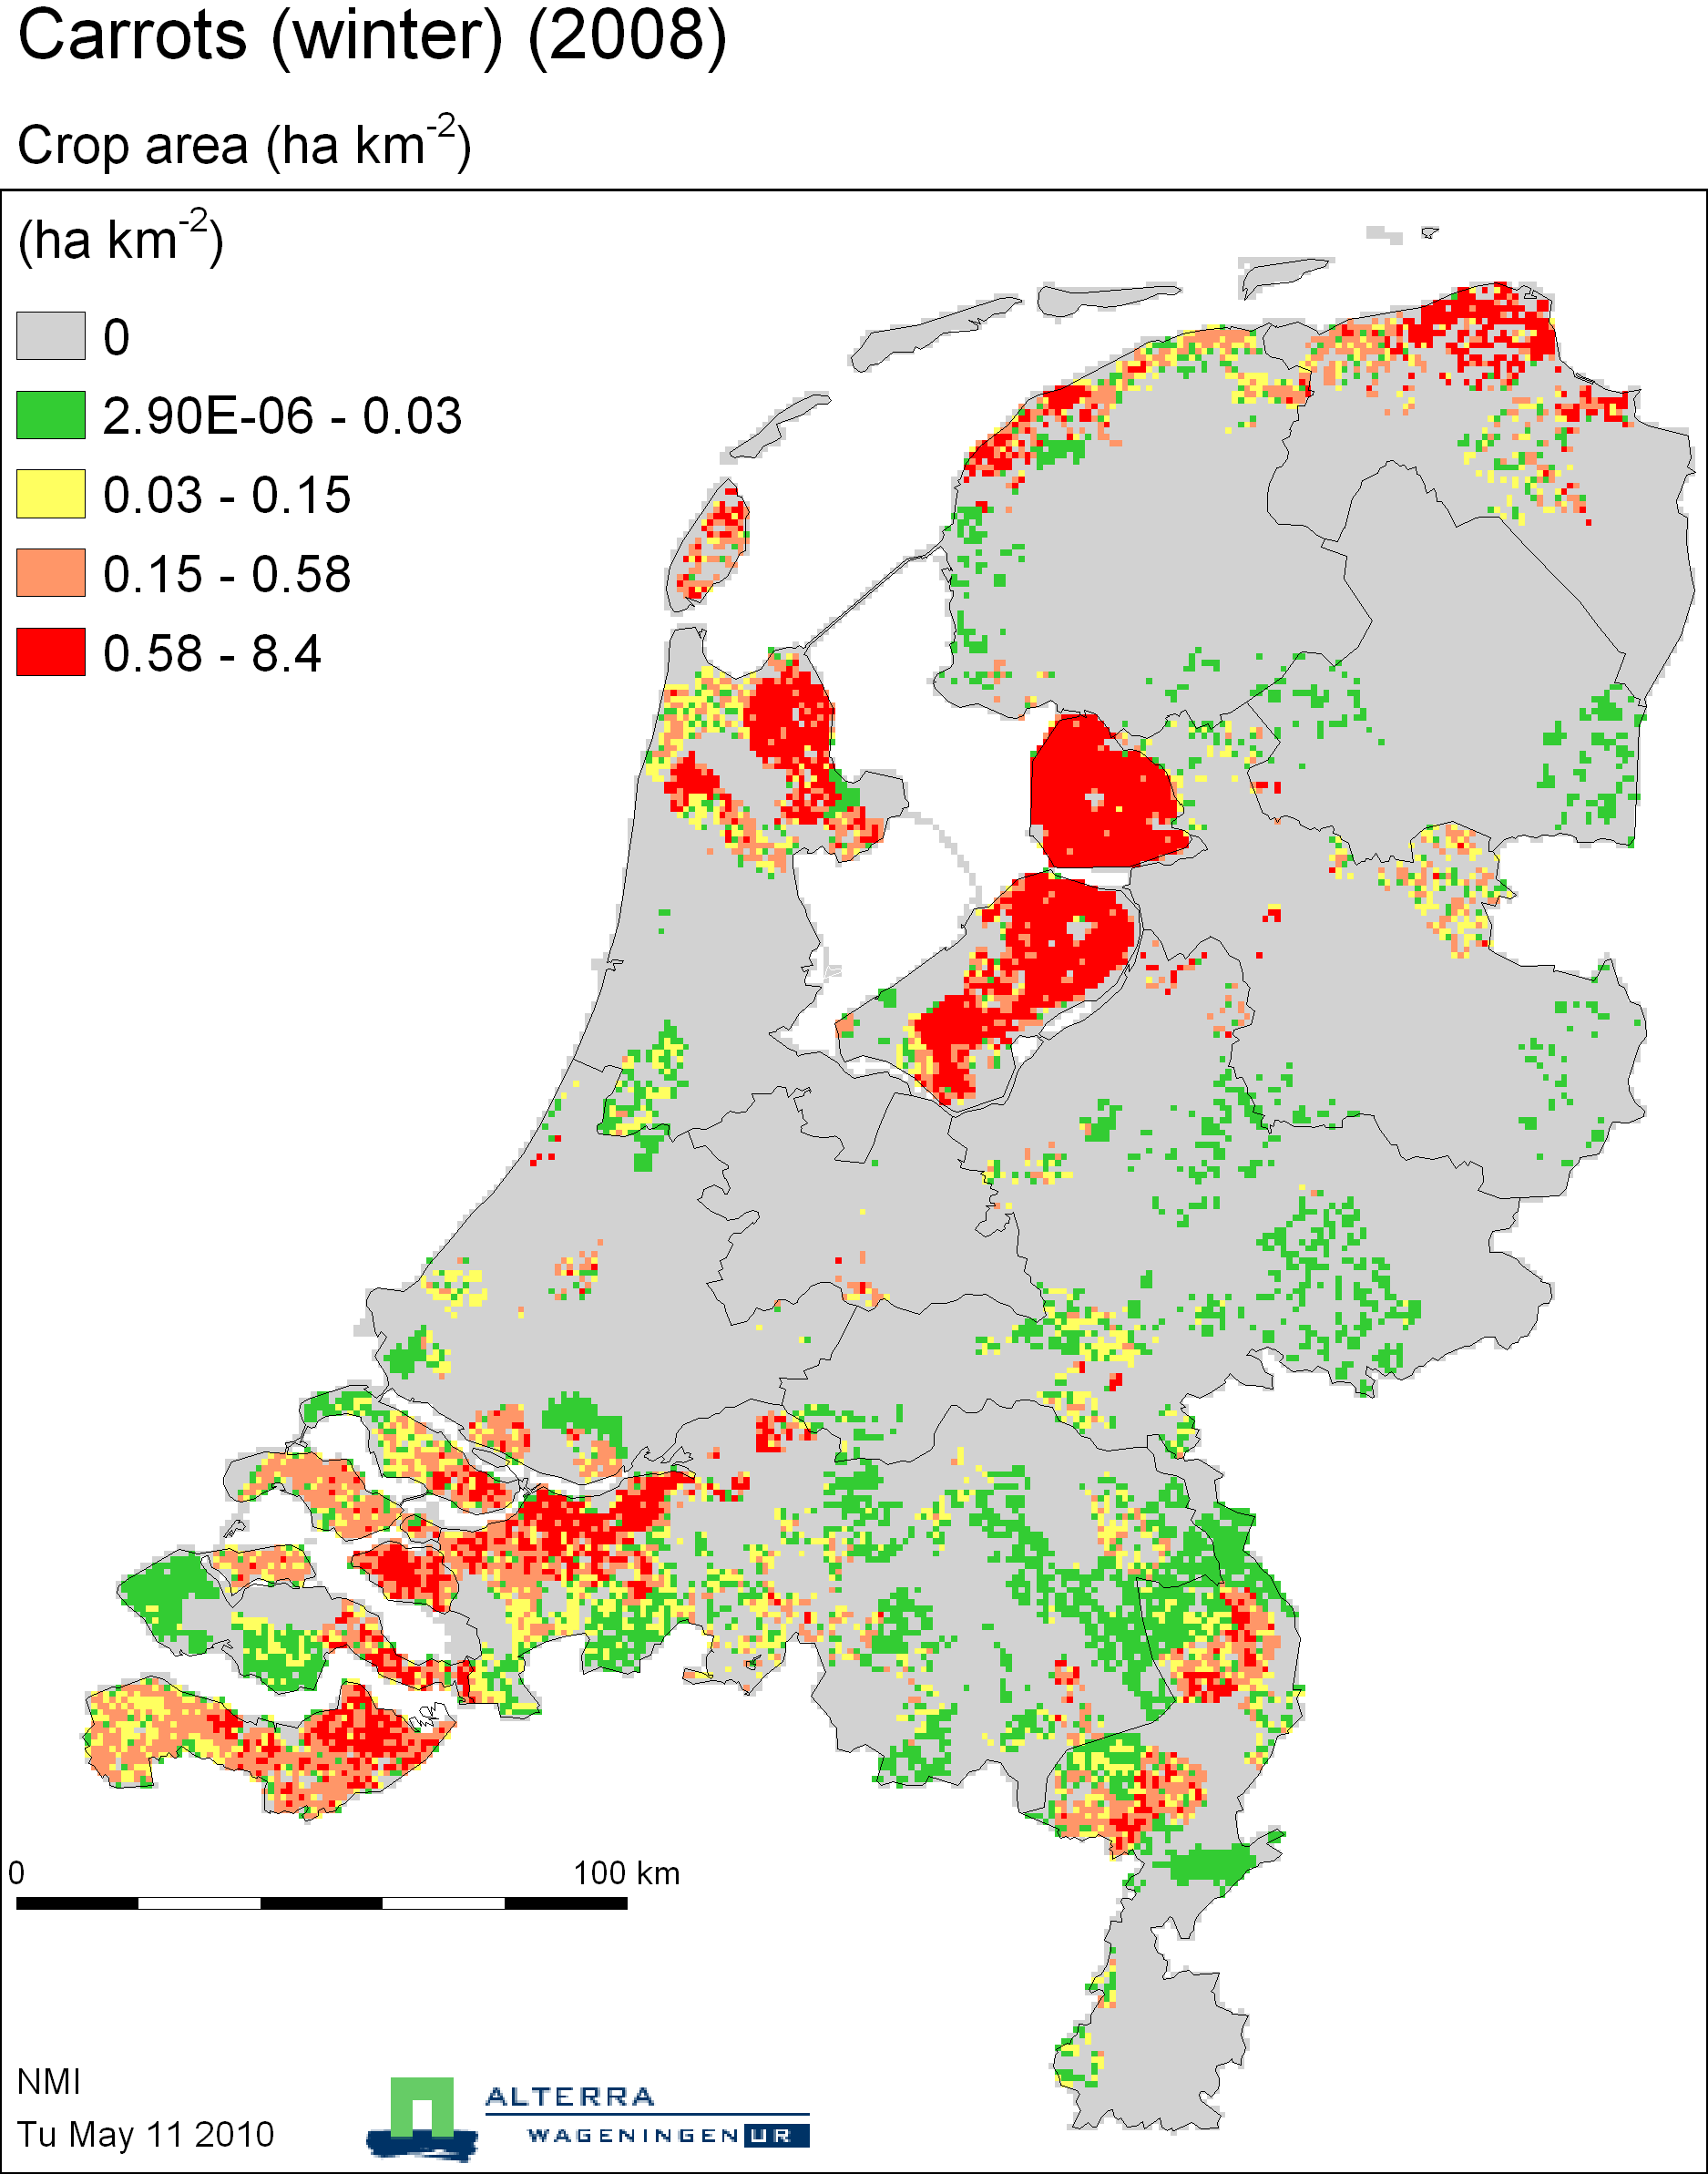 Carrots (winter) (2008)
Crop area (ha km-2)
(ha km-2)
0
2.90E-06 - 0.03
0.03 - 0.15
0.15 - 0.58
0.58 - 8.4
0 100 km
NMI
Tu May 11 2010
ALTERRA
WAGENINGEN UR